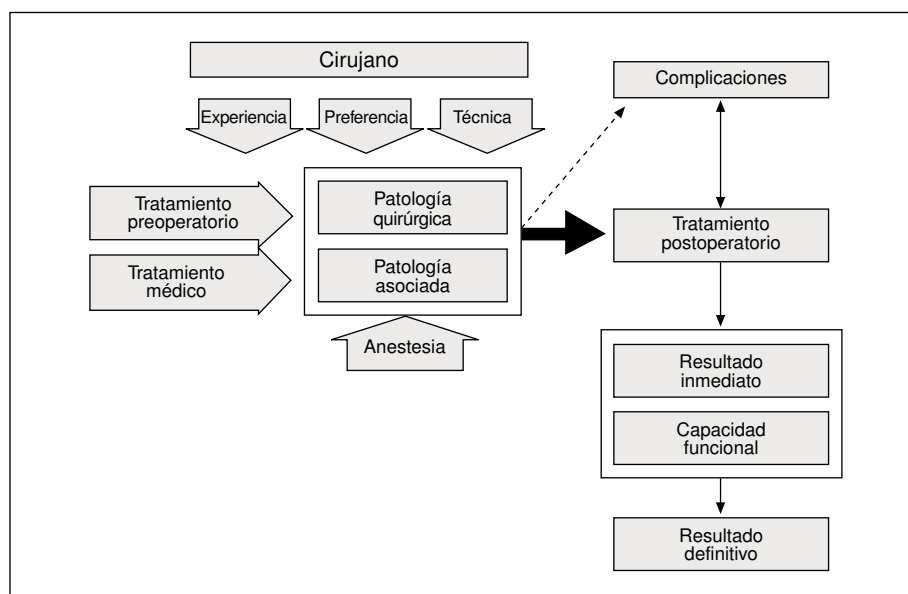 Cirujano
Experiencia
Preferencia
Técnica
Complicaciones
Tratamiento
preoperatorio
Tratamiento
médico
Patología
quirúrgica
Patología
asociada
Anestesia
Tratamiento
postoperatorio
Resultado
inmediato
Capacidad
funcional
Resultado
definitivo